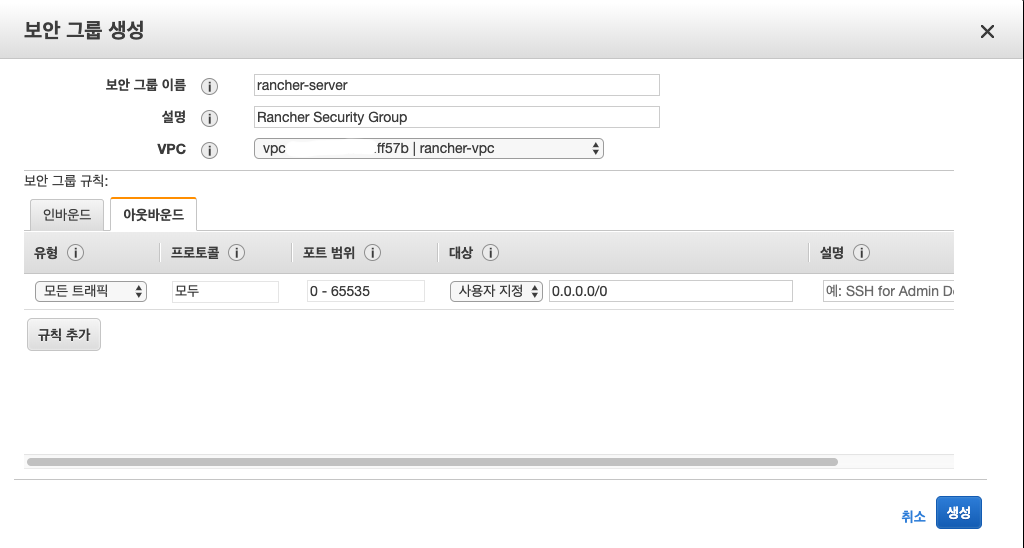 보안 그룹 생성
보안 그룹 이름 rancher-server
설명 Rancher Security Group
VPC vpc .ff57b | rancher-vpc
보안 그룹 규칙:
인바운드 아웃바운드
유형 프로토콜 포트 범위 대상 설명
모든 트래픽 모두 0 - 65535 사용자 지정 0.0.0.0/0 예: SSH for Admin De
규칙 추가
취소 생성